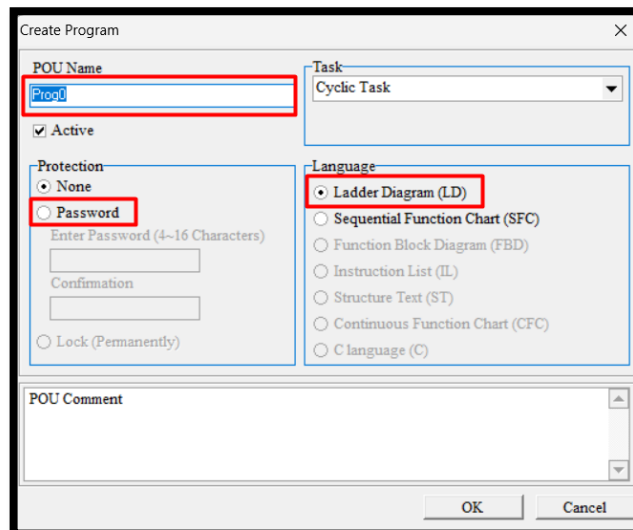 Create Program
POU Name
Prog0
Active
Task
Cyclic Task
Protection
None
Password
Enter Password (4~16 Characters)
Confirmation
Lock (Permanently)
Language
Ladder Diagram (LD)
Sequential Function Chart (SFC)
Function Block Diagram (FBD)
Instruction List (IL)
Structure Text (ST)
Continuous Function Chart (CFC)
C language (C)
POU Comment
OK
Cancel